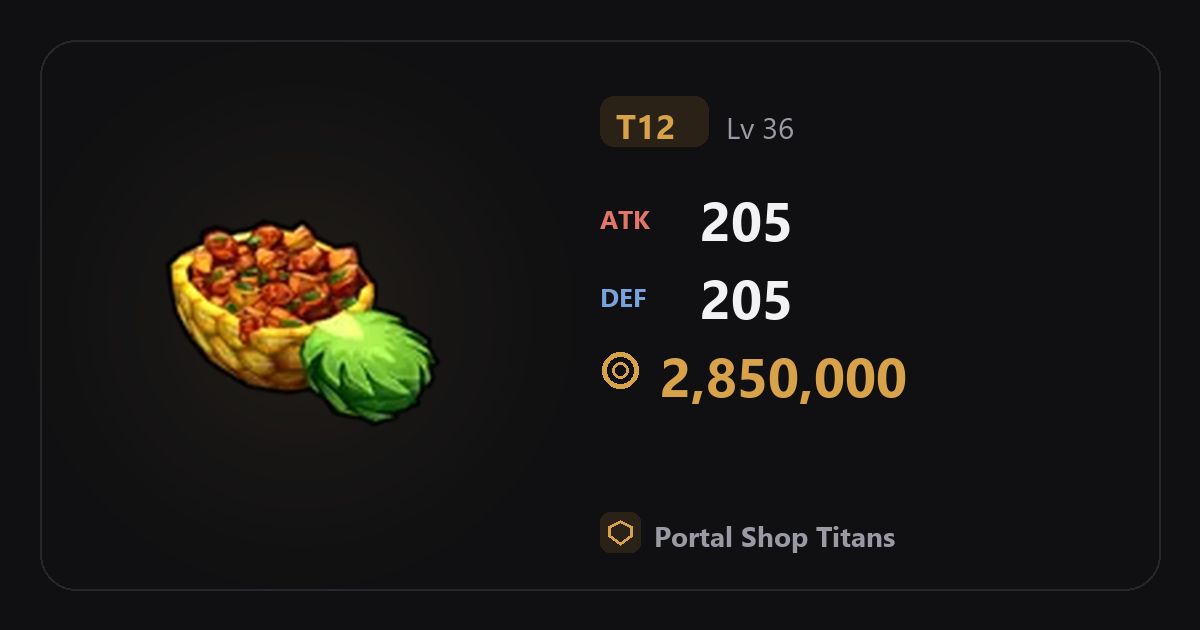 T12 Lv 36
ATK 205
DEF 205
2,850,000
Portal Shop Titans